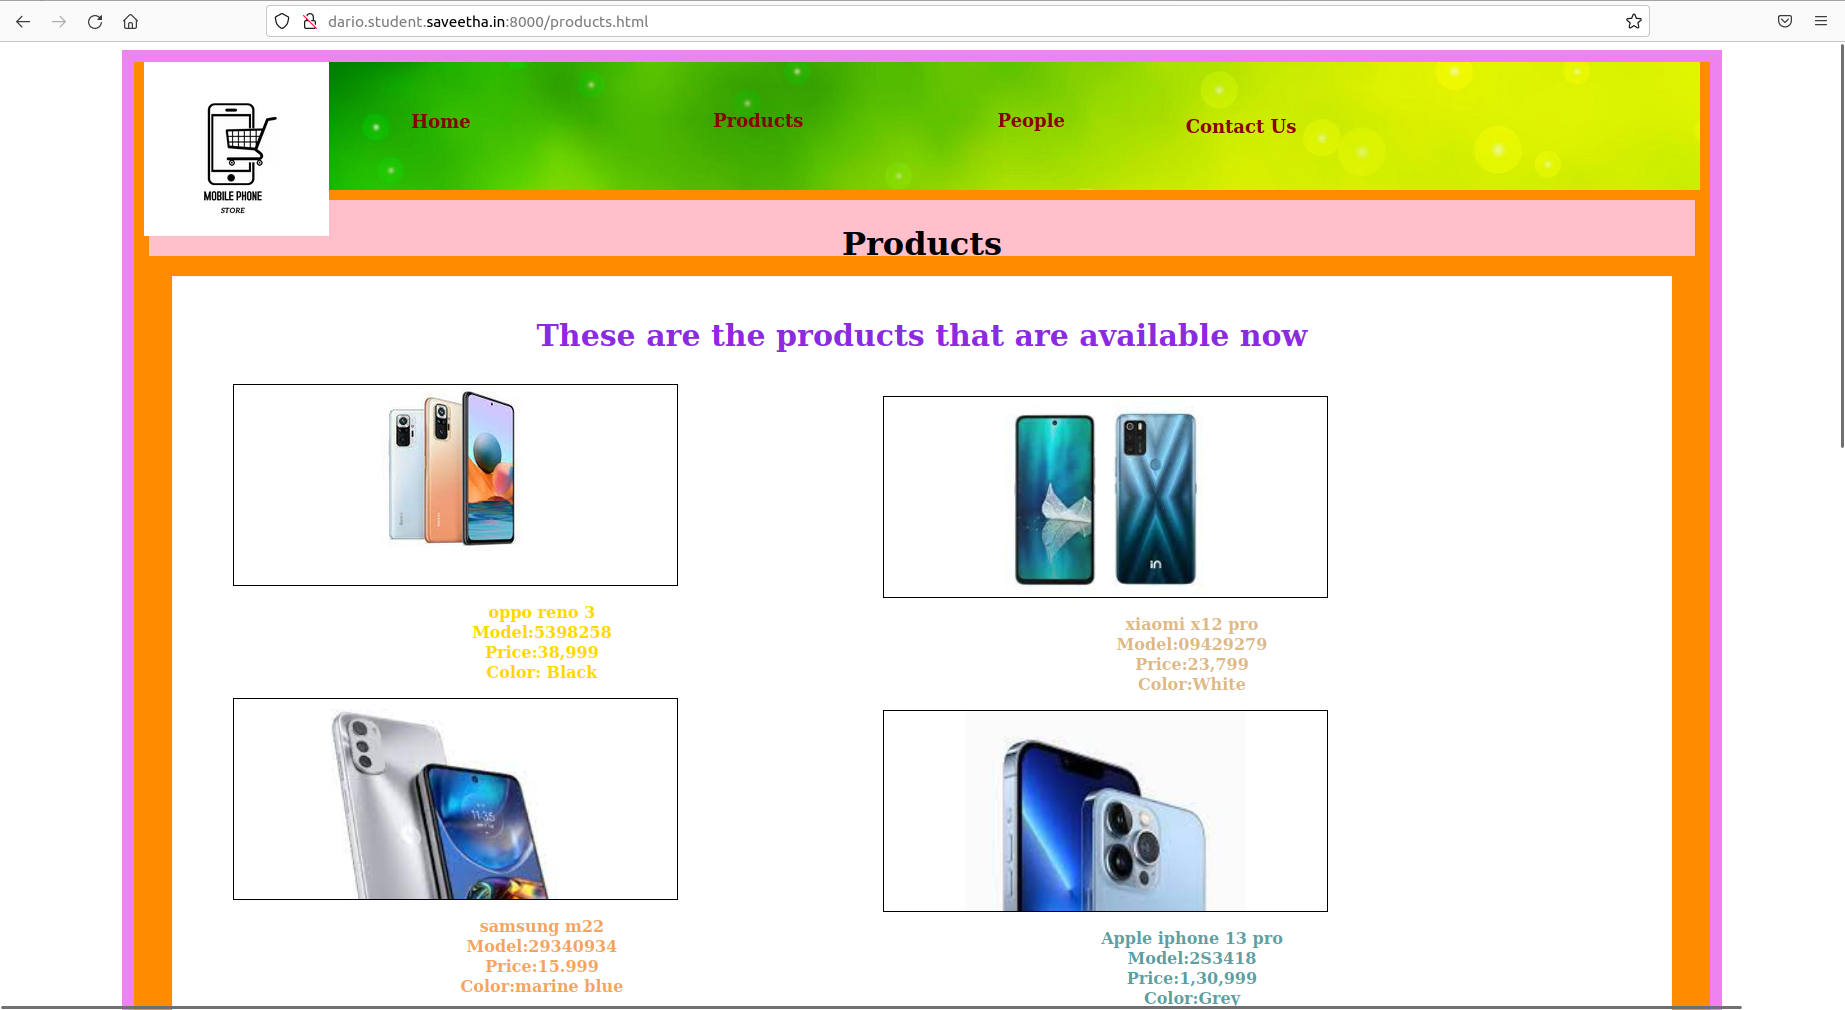 dario.student.saveetha.in:8000/products.html
MOBILE PHONE
STORE
Home
Products
People
Contact Us
Products
These are the products that are available now
oppo reno 3
Model:5398258
Price:38,999
Color: Black
xiaomi x12 pro
Model:09429279
Price:23,799
Color:White
in
11:35
samsung m22
Model:29340934
Price:15.999
Color:marine blue
Apple iphone 13 pro
Model:2S3418
Price:1,30,999
Color:Grey